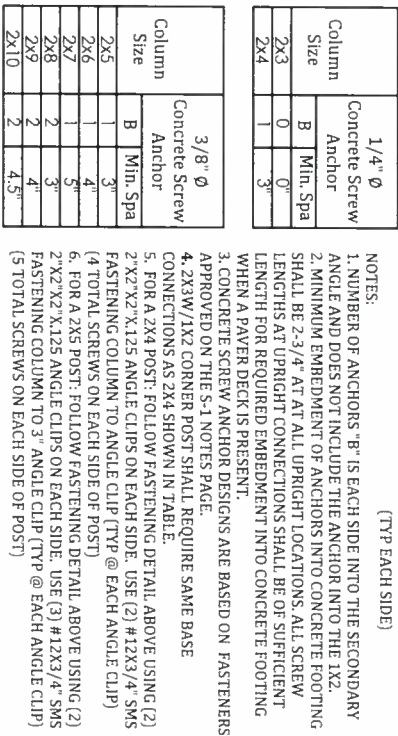 (TYP EACH SIDE)
NOTES:
1. NUMBER OF ANCHORS "B" IS EACH SIDE INTO THE SECONDARY
ANGLE AND DOES NOT INCLUDE THE ANCHOR INTO THE 1X2.
2. MINIMUM EMBEDMENT OF ANCHORS INTO CONCRETE FOOTING
SHALL BE 2-3/4" AT AT ALL UPRIGHT LOCATIONS. ALL SCREW
LENGTHS AT UPRIGHT CONNECTIONS SHALL BE OF SUFFICIENT
LENGTH FOR REQUIRED EMBEDMENT INTO CONCRETE FOOTING
WHEN A PAVER DECK IS PRESENT.
3. CONCRETE SCREW ANCHOR DESIGNS ARE BASED ON FASTENERS
APPROVED ON THE S-1 NOTES PAGE.
4. 2X3W/1X2 CORNER POST SHALL REQUIRE SAME BASE
CONNECTIONS AS 2X4 SHOWN IN TABLE.
5. FOR A 2X4 POST: FOLLOW FASTENING DETAIL ABOVE USING (2)
2"X2"X2"X.125 ANGLE CLIPS ON EACH SIDE. USE (2) #12X3/4" SMS
FASTENING COLUMN TO ANGLE CLIP (TYP @ EACH ANGLE CLIP)
(4 TOTAL SCREWS ON EACH SIDE OF POST)
6. FOR A 2X5 POST: FOLLOW FASTENING DETAIL ABOVE USING (2)
2"X2"X2"X.125 ANGLE CLIPS ON EACH SIDE. USE (3) #12X3/4" SMS
FASTENING COLUMN TO 3" ANGLE CLIP (TYP @ EACH ANGLE CLIP)
(5 TOTAL SCREWS ON EACH SIDE OF POST)
Column Size 1/4" Ø Concrete Screw Anchor
B Min. Spa
2x3 0 0"
2x4 1 3"
Column Size 3/8" Ø Concrete Screw Anchor
B Min. Spa
2x5 1 3"
2x6 1 4"
2x7 1 5"
2x8 2 3"
2x9 2 4"
2x10 2 4.5"